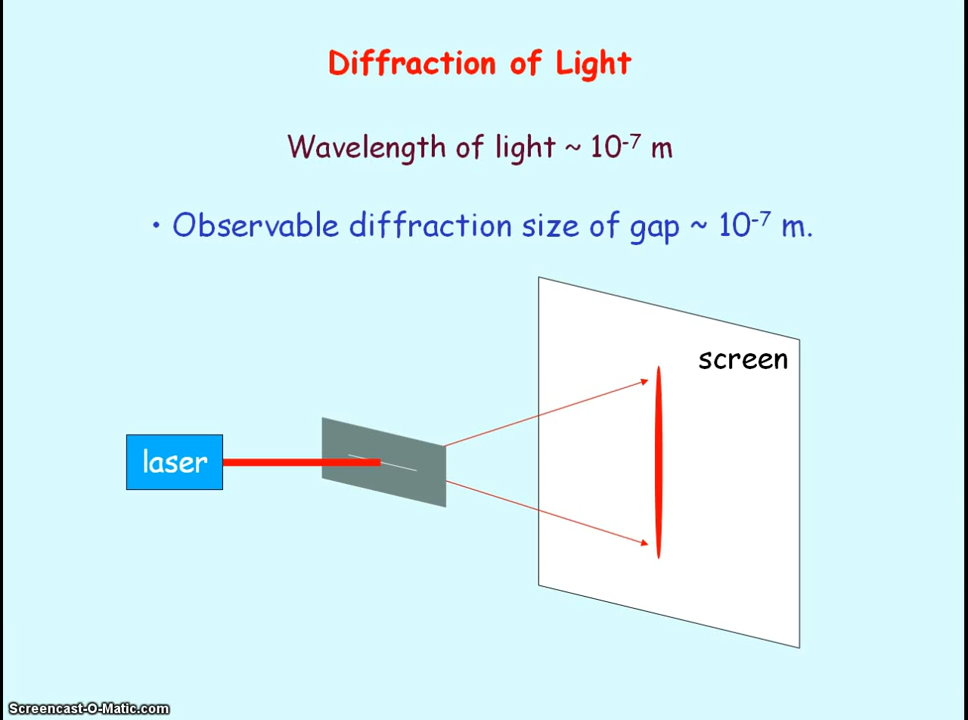 Diffraction of Light
Wavelength of light ~ 10⁻⁷ m
• Observable diffraction size of gap ~ 10⁻⁷ m.
screen
laser
Screencast-O-Matic.com